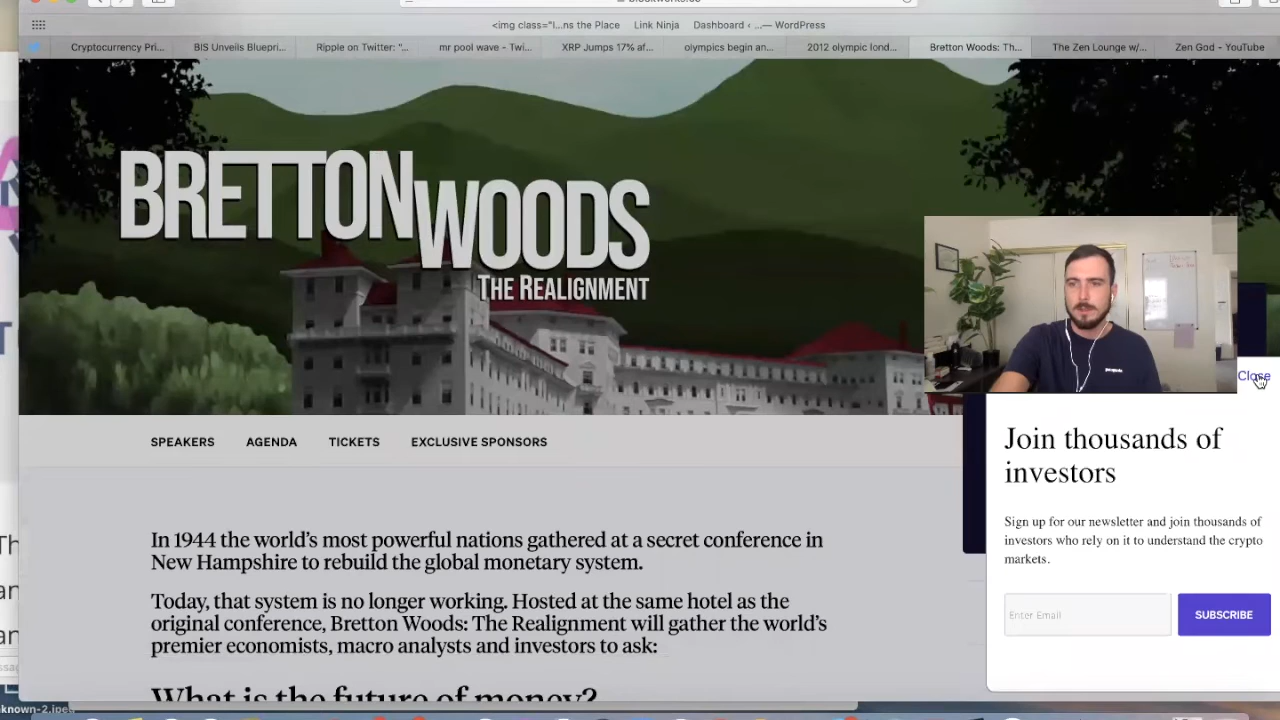 <img class="l...ns the Place
Link Ninja
Dashboard ‹ ...— WordPress
Cryptocurrency Pri...
BIS Unveils Bluepri...
Ripple on Twitter: "...
mr pool wave - Twi...
XRP Jumps 17% af...
olympics begin an...
2012 olympic lond...
Bretton Woods: Th...
The Zen Lounge w/...
Zen God - YouTube
BRETTON
WOODS
THE REALIGNMENT
Close
SPEAKERS
AGENDA
TICKETS
EXCLUSIVE SPONSORS
In 1944 the world's most powerful nations gathered at a secret conference in
New Hampshire to rebuild the global monetary system.
Today, that system is no longer working. Hosted at the same hotel as the
original conference, Bretton Woods: The Realignment will gather the world's
premier economists, macro analysts and investors to ask:
What is the future of money?
Join thousands of
investors
Sign up for our newsletter and join thousands of
investors who rely on it to understand the crypto
markets.
Enter Email
SUBSCRIBE
known-2.jpeg